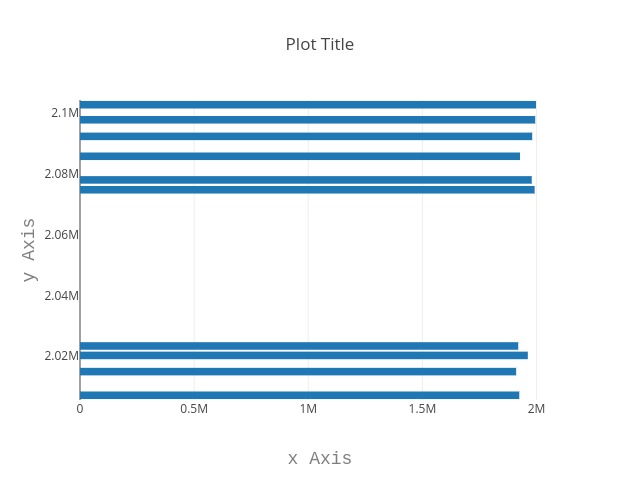 Plot Title
2.1M
2.08M
2.06M
2.04M
2.02M
y Axis
0 0.5M 1M 1.5M 2M
x Axis